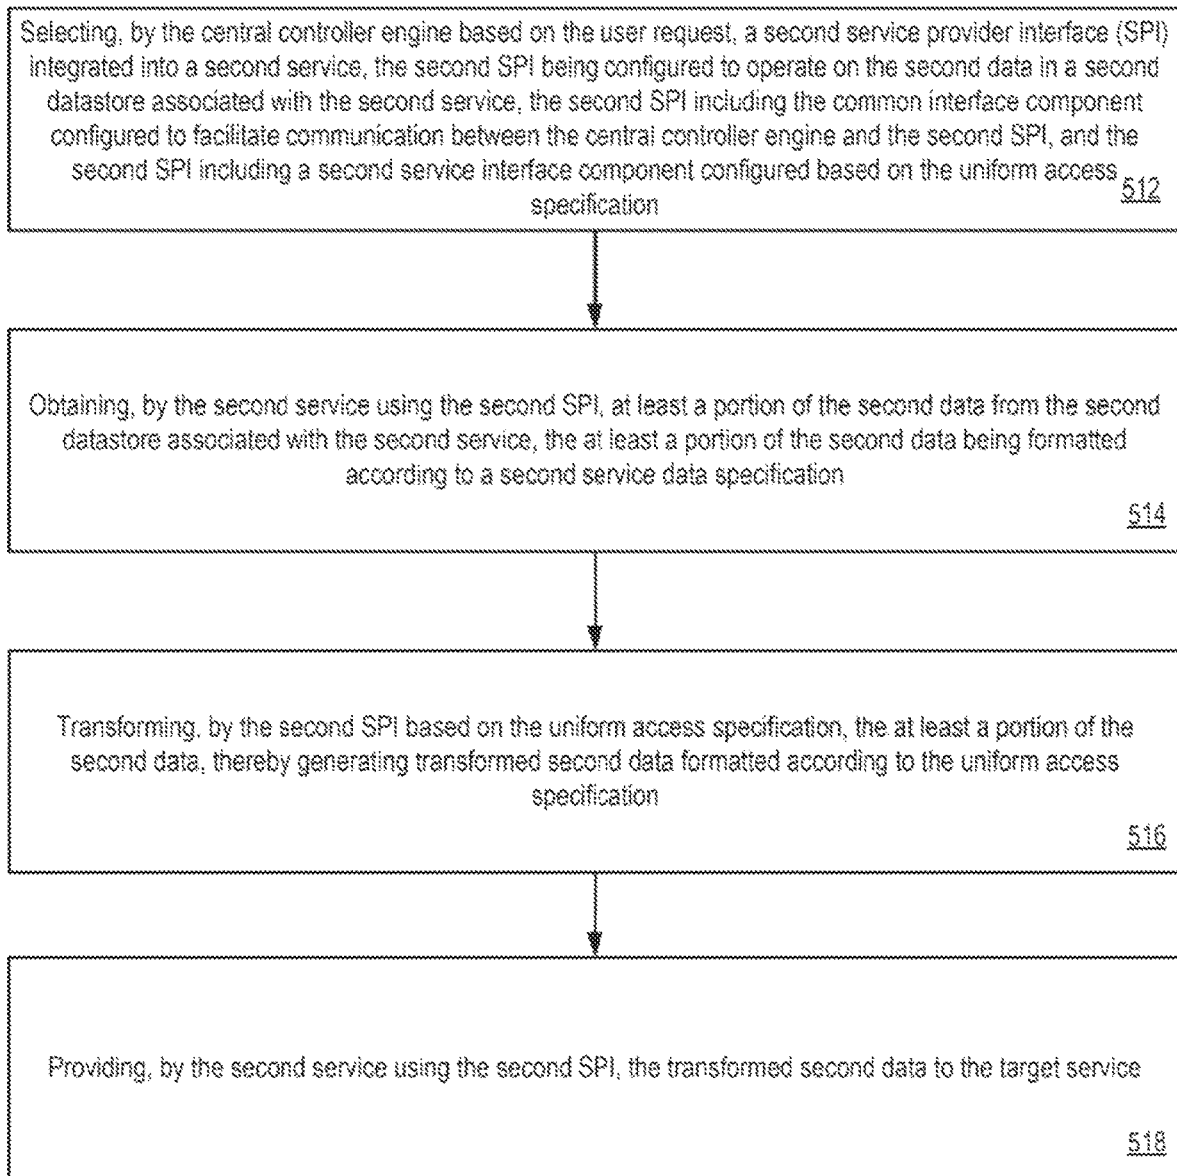 Selecting, by the central controller engine based on the user request, a second service provider interface (SPI)
integrated into a second service, the second SPI being configured to operate on the second data in a second
datastore associated with the second service, the second SPI including the common interface component
configured to facilitate communication between the central controller engine and the second SPI, and the
second SPI including a second service interface component configured based on the uniform access
specification
512
Obtaining, by the second service using the second SPI, at least a portion of the second data from the second
datastore associated with the second service, the at least a portion of the second data being formatted
according to a second service data specification
514
Transforming, by the second SPI based on the uniform access specification, the at least a portion of the
second data, thereby generating transformed second data formatted according to the uniform access
specification
516
Providing, by the second service using the second SPI, the transformed second data to the target service
518